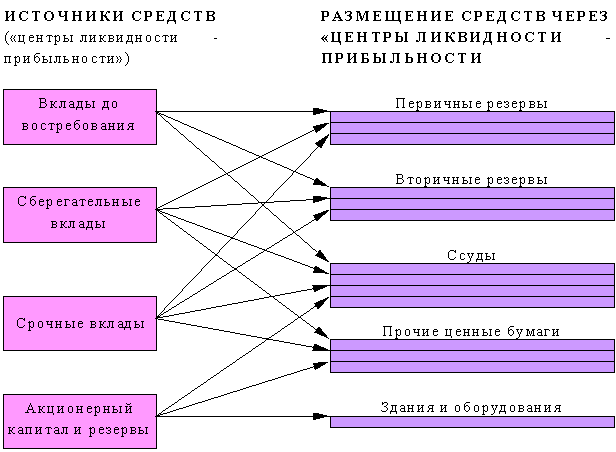 ИСТОЧНИКИ СРЕДСТВ
(«центры ликвидности -
прибыльности»)
РАЗМЕЩЕНИЕ СРЕДСТВ ЧЕРЕЗ
«ЦЕНТРЫ ЛИКВИДНОСТИ -
ПРИБЫЛЬНОСТИ
Вклады до
востребования
Сберегательные
вклады
Срочные вклады
Акционерный
капитал и резервы
Первичные резервы
Вторичные резервы
Ссуды
Прочие ценные бумаги
Здания и оборудования